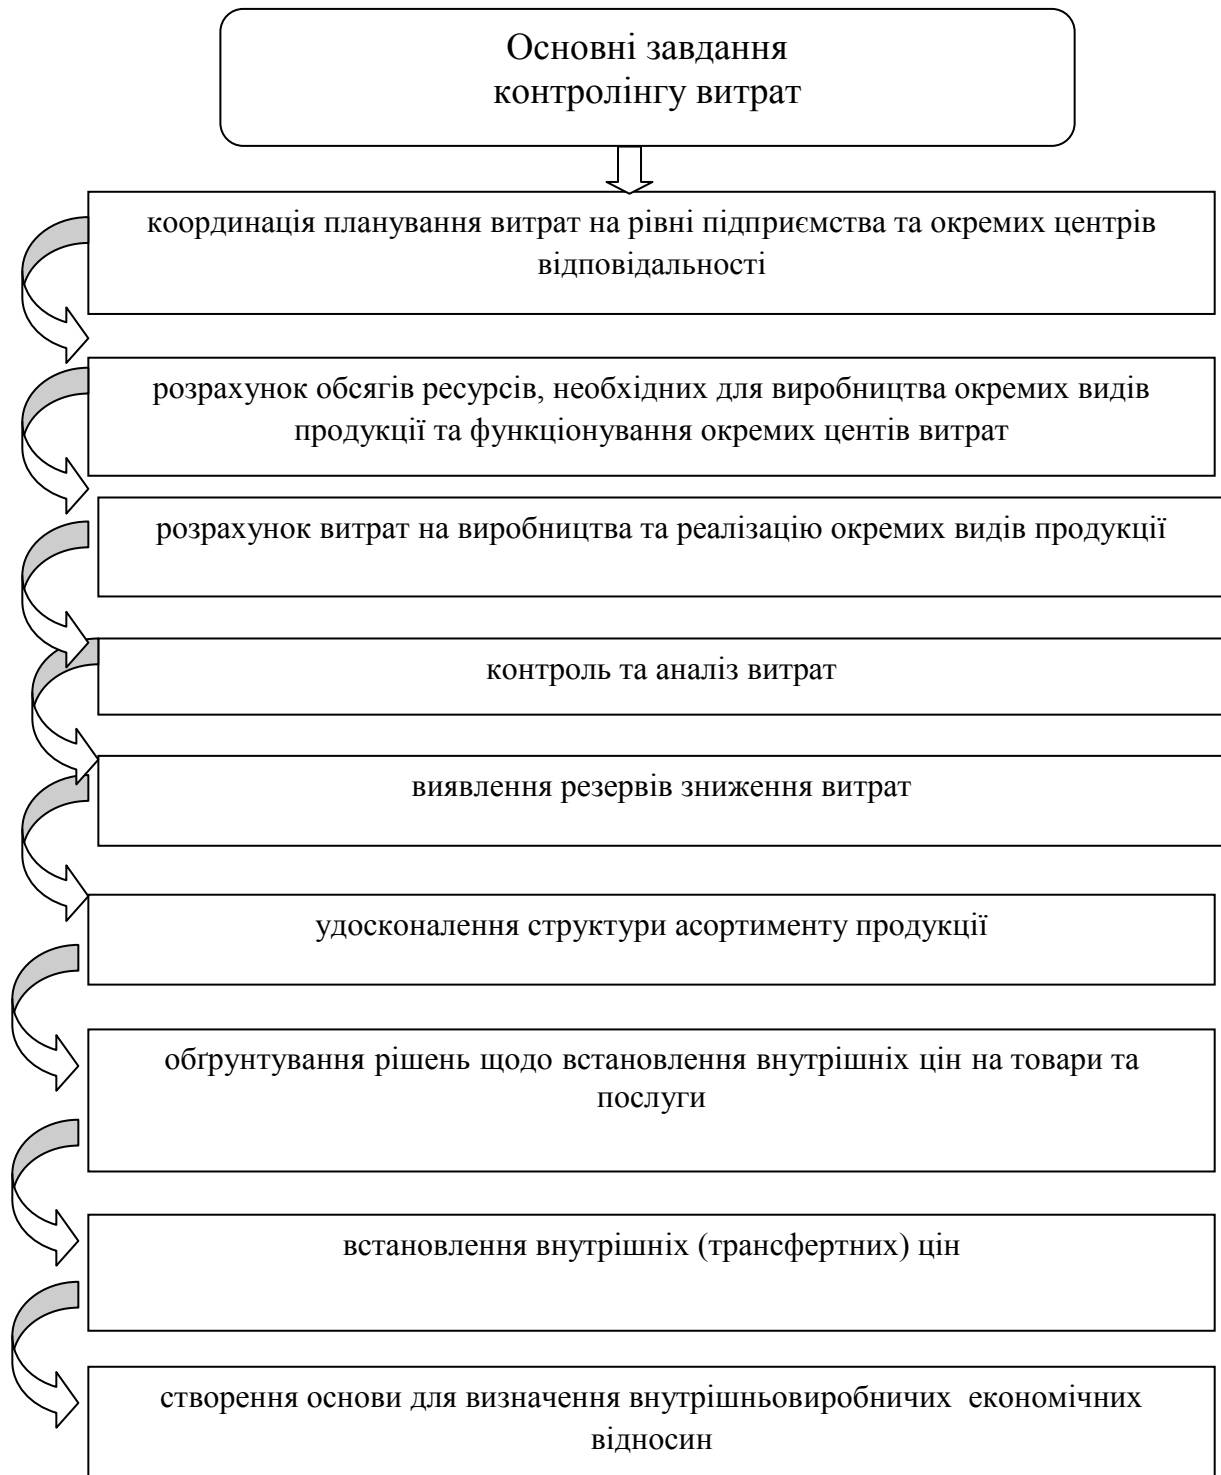 Основні завдання
контролінгу витрат
координація планування витрат на рівні підприємства та окремих центрів
відповідальності
розрахунок обсягів ресурсів, необхідних для виробництва окремих видів
продукції та функціонування окремих центів витрат
розрахунок витрат на виробництва та реалізацію окремих видів продукції
контроль та аналіз витрат
виявлення резервів зниження витрат
удосконалення структури асортименту продукції
обґрунтування рішень щодо встановлення внутрішніх цін на товари та
послуги
встановлення внутрішніх (трансфертних) цін
створення основи для визначення внутрішньовиробничих економічних
відносин